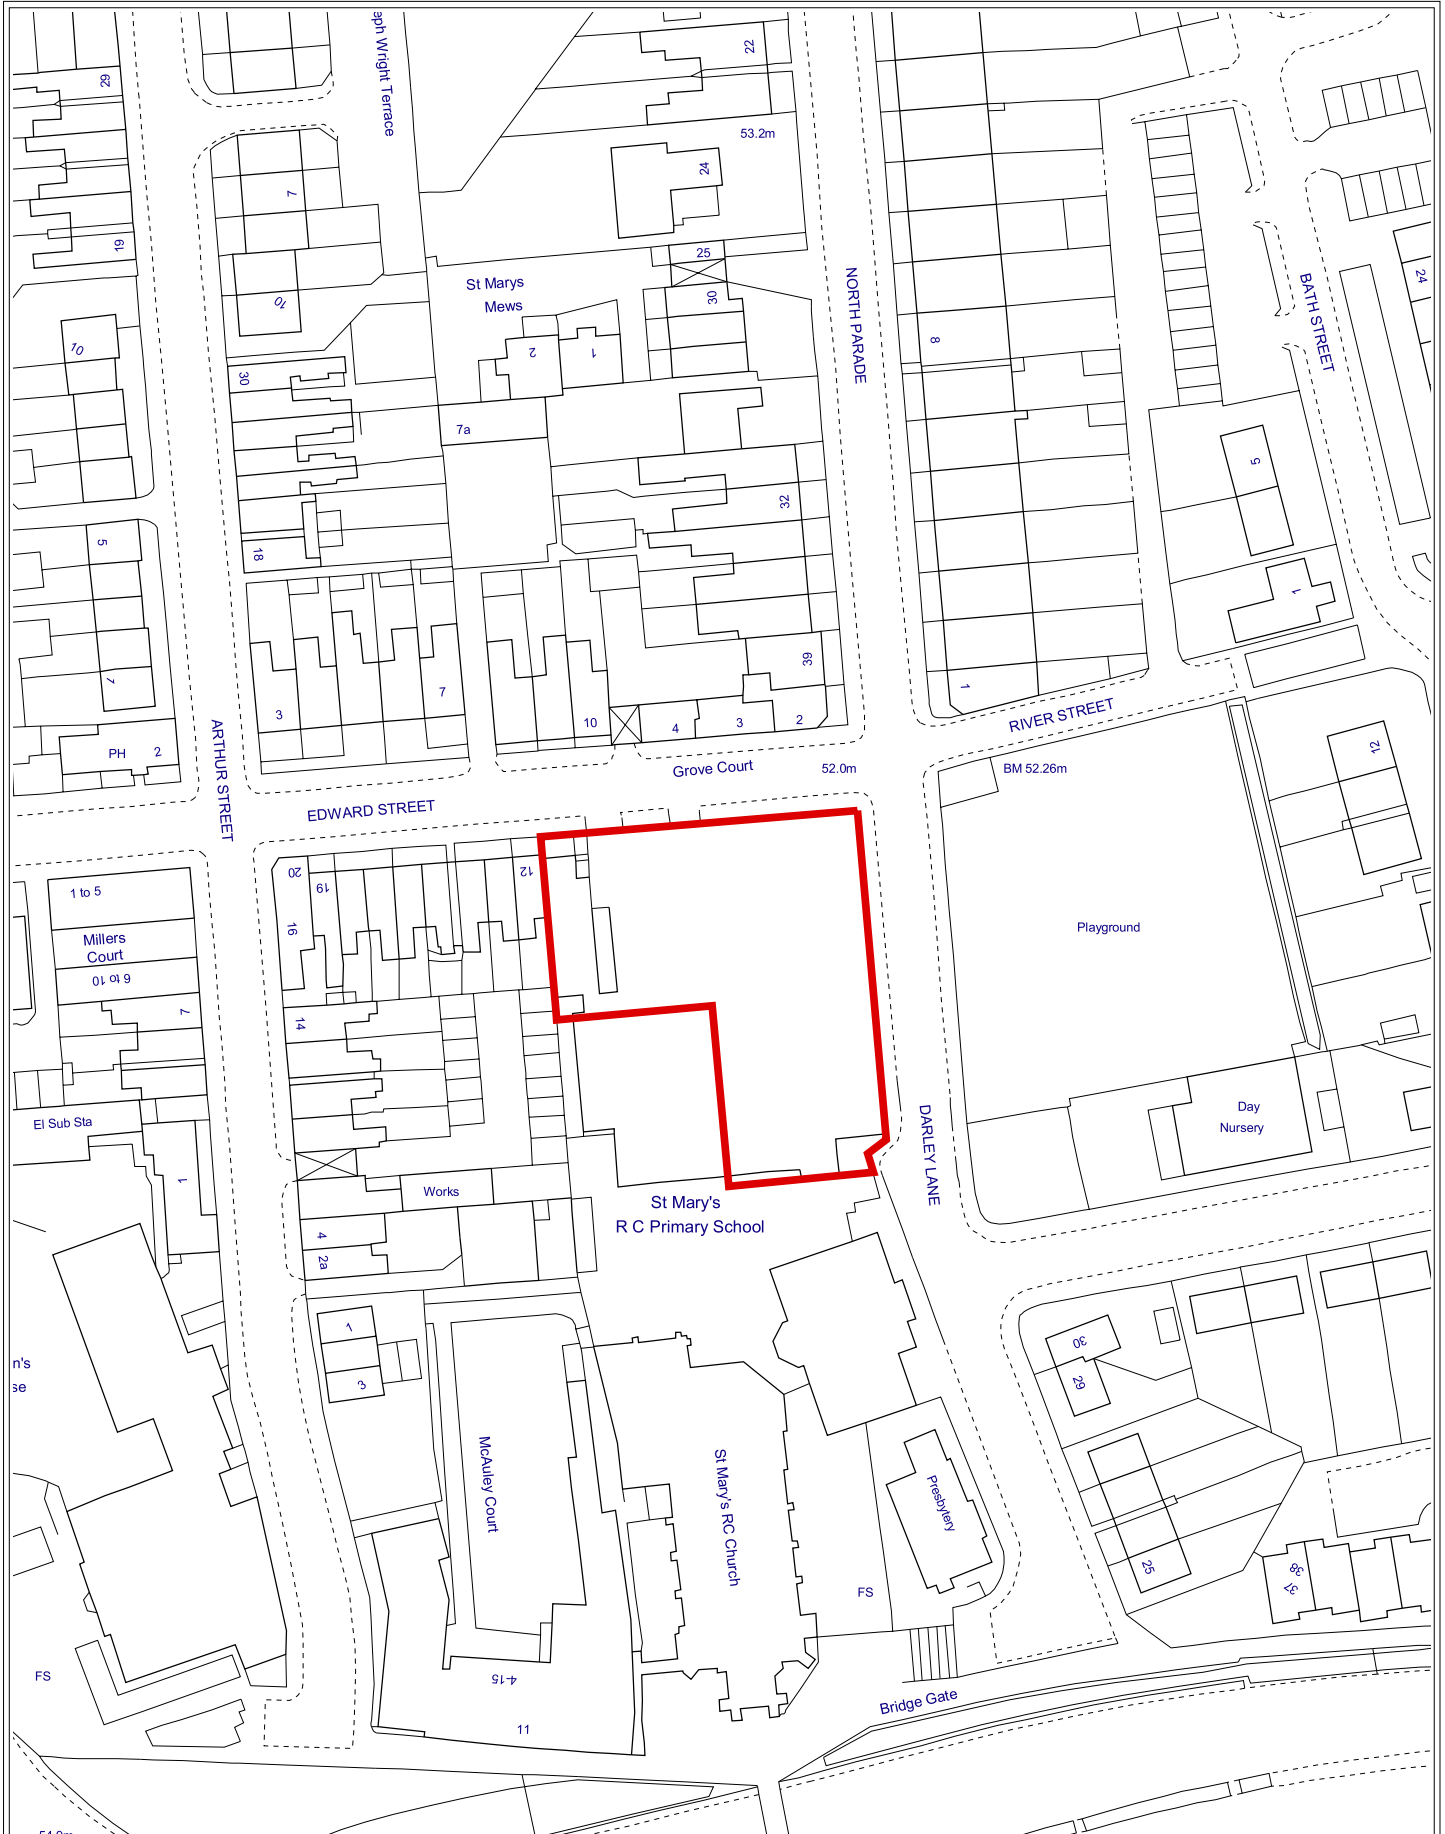 eph Wright Terrace
29
22
53.2m
7
24
19
25
St Marys
Mews
10
30
NORTH PARADE
BATH STREET
24
10
2
1
8
30
7a
5
32
18
5
1
39
1
3
7
10
4
3
2
1
PH
2
ARTHUR STREET
RIVER STREET
12
Grove Court
52.0m
BM 52.26m
EDWARD STREET
20
19
12
1 to 5
16
Millers
Court
6 to 10
Playground
7
14
El Sub Sta
DARLEY LANE
Day
Nursery
1
Works
St Mary's
R C Primary School
4
2a
1
3
30
29
n's
se
McAuley Court
St Mary's RC Church
Presbytery
25
38
37
FS
FS
4-15
11
Bridge Gate